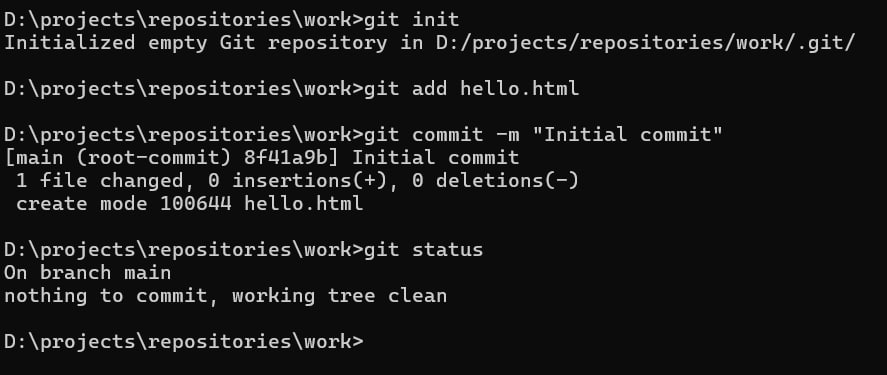 D:\projects\repositories\work>git init
Initialized empty Git repository in D:/projects/repositories/work/.git/
D:\projects\repositories\work>git add hello.html
D:\projects\repositories\work>git commit -m "Initial commit"
[main (root-commit) 8f41a9b] Initial commit
 1 file changed, 0 insertions(+), 0 deletions(-)
 create mode 100644 hello.html
D:\projects\repositories\work>git status
On branch main
nothing to commit, working tree clean
D:\projects\repositories\work>